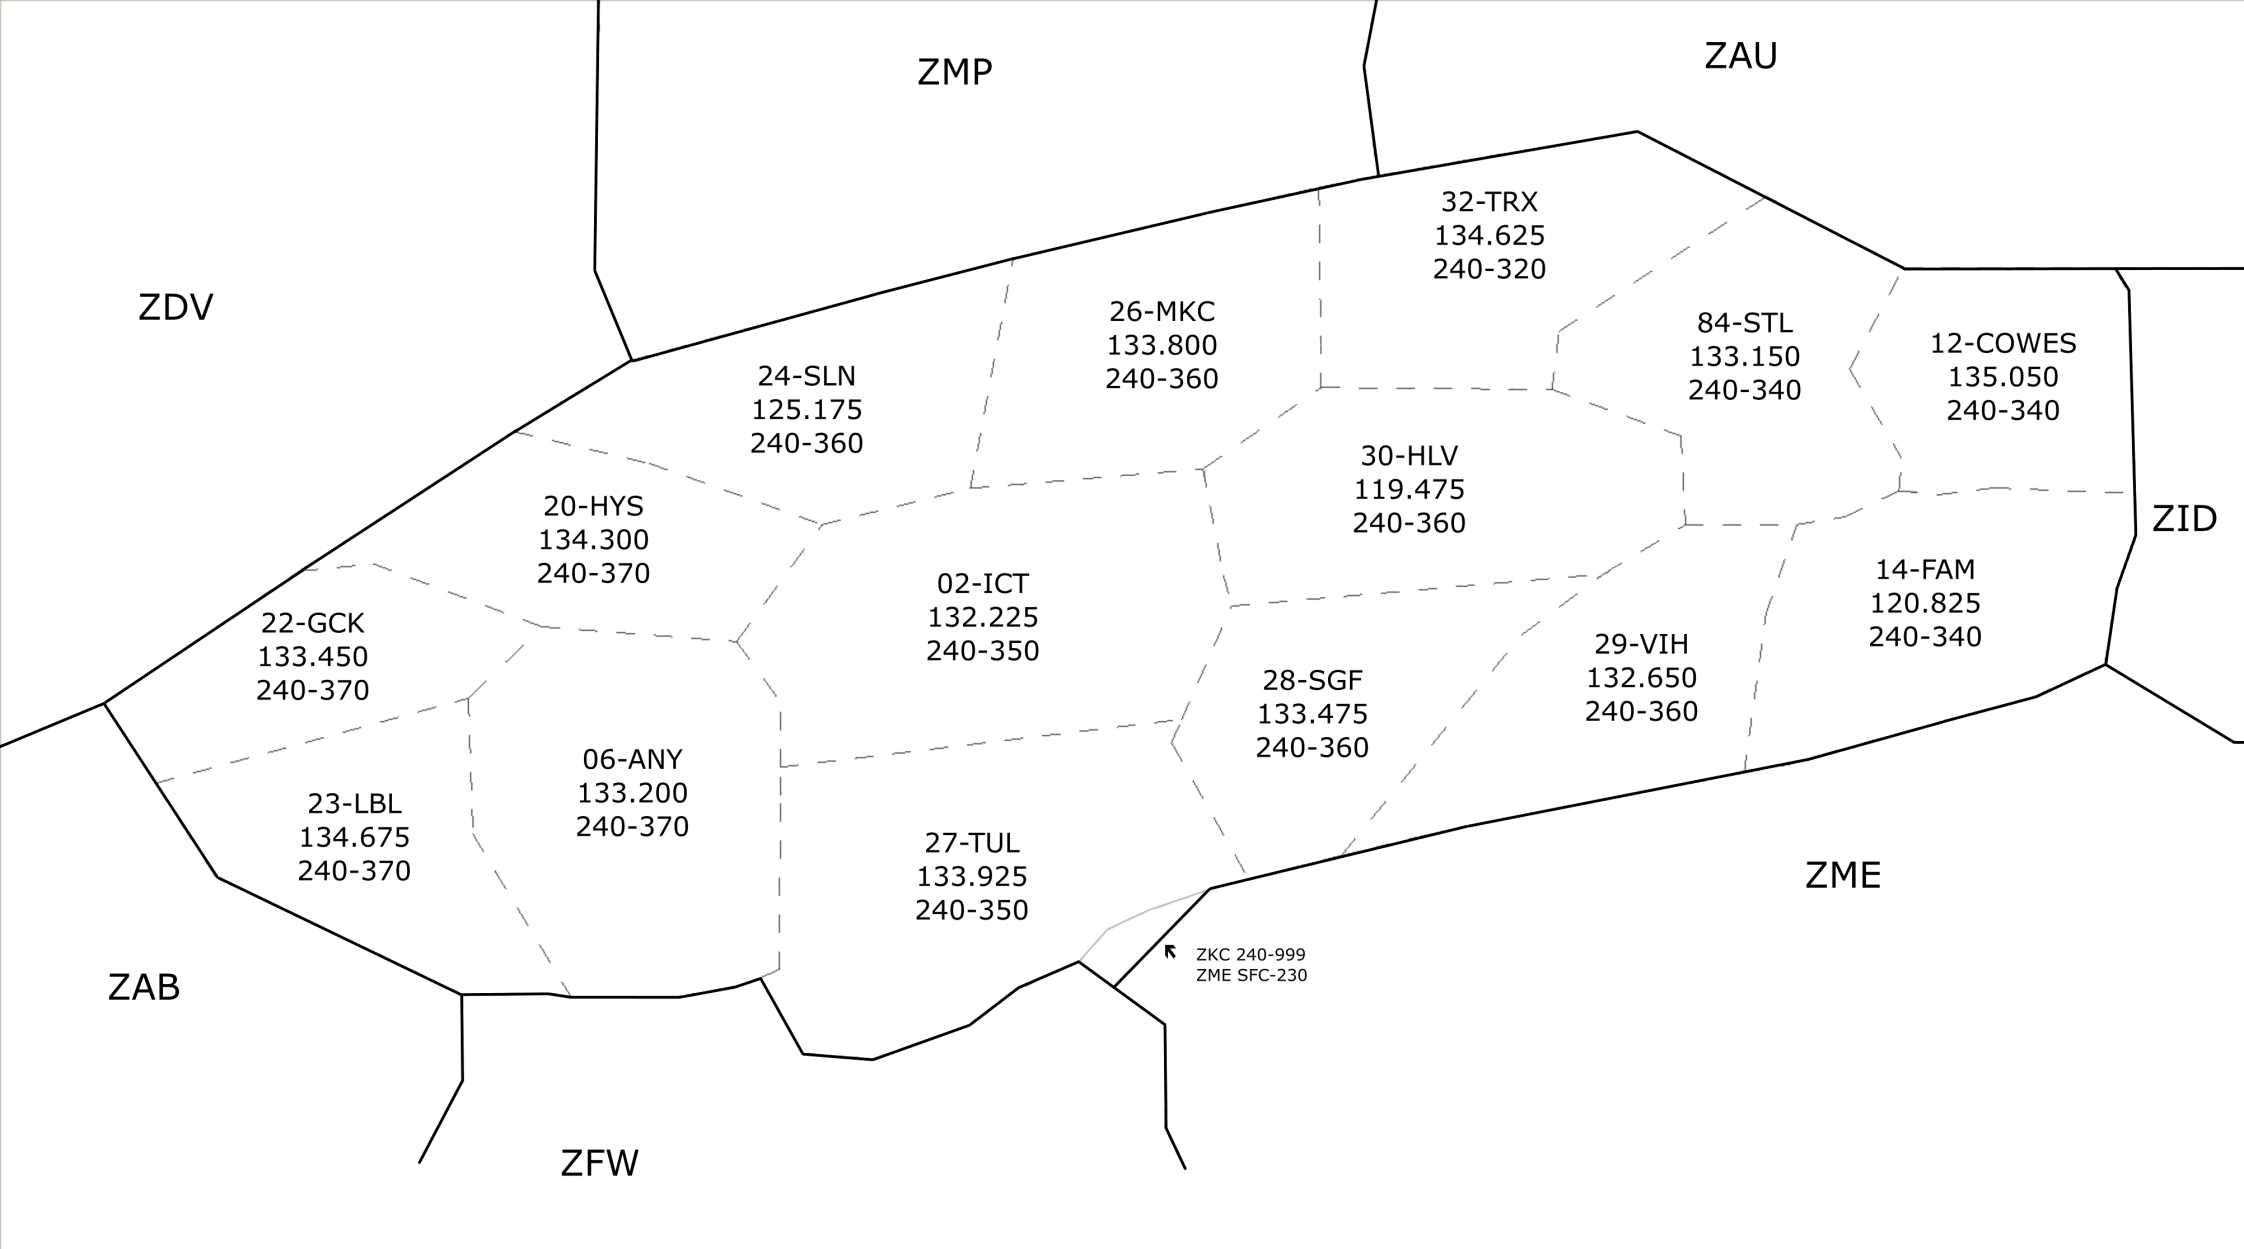 ZMP
ZAU
ZDV
32-TRX
134.625
240-320
26-MKC
133.800
240-360
84-STL
133.150
240-340
12-COWES
135.050
240-340
24-SLN
125.175
240-360
30-HLV
119.475
240-360
20-HYS
134.300
240-370
ZID
02-ICT
132.225
240-350
14-FAM
120.825
240-340
22-GCK
133.450
240-370
29-VIH
132.650
240-360
28-SGF
133.475
240-360
06-ANY
133.200
240-370
23-LBL
134.675
240-370
27-TUL
133.925
240-350
ZME
ZKC 240-999
ZME SFC-230
ZAB
ZFW